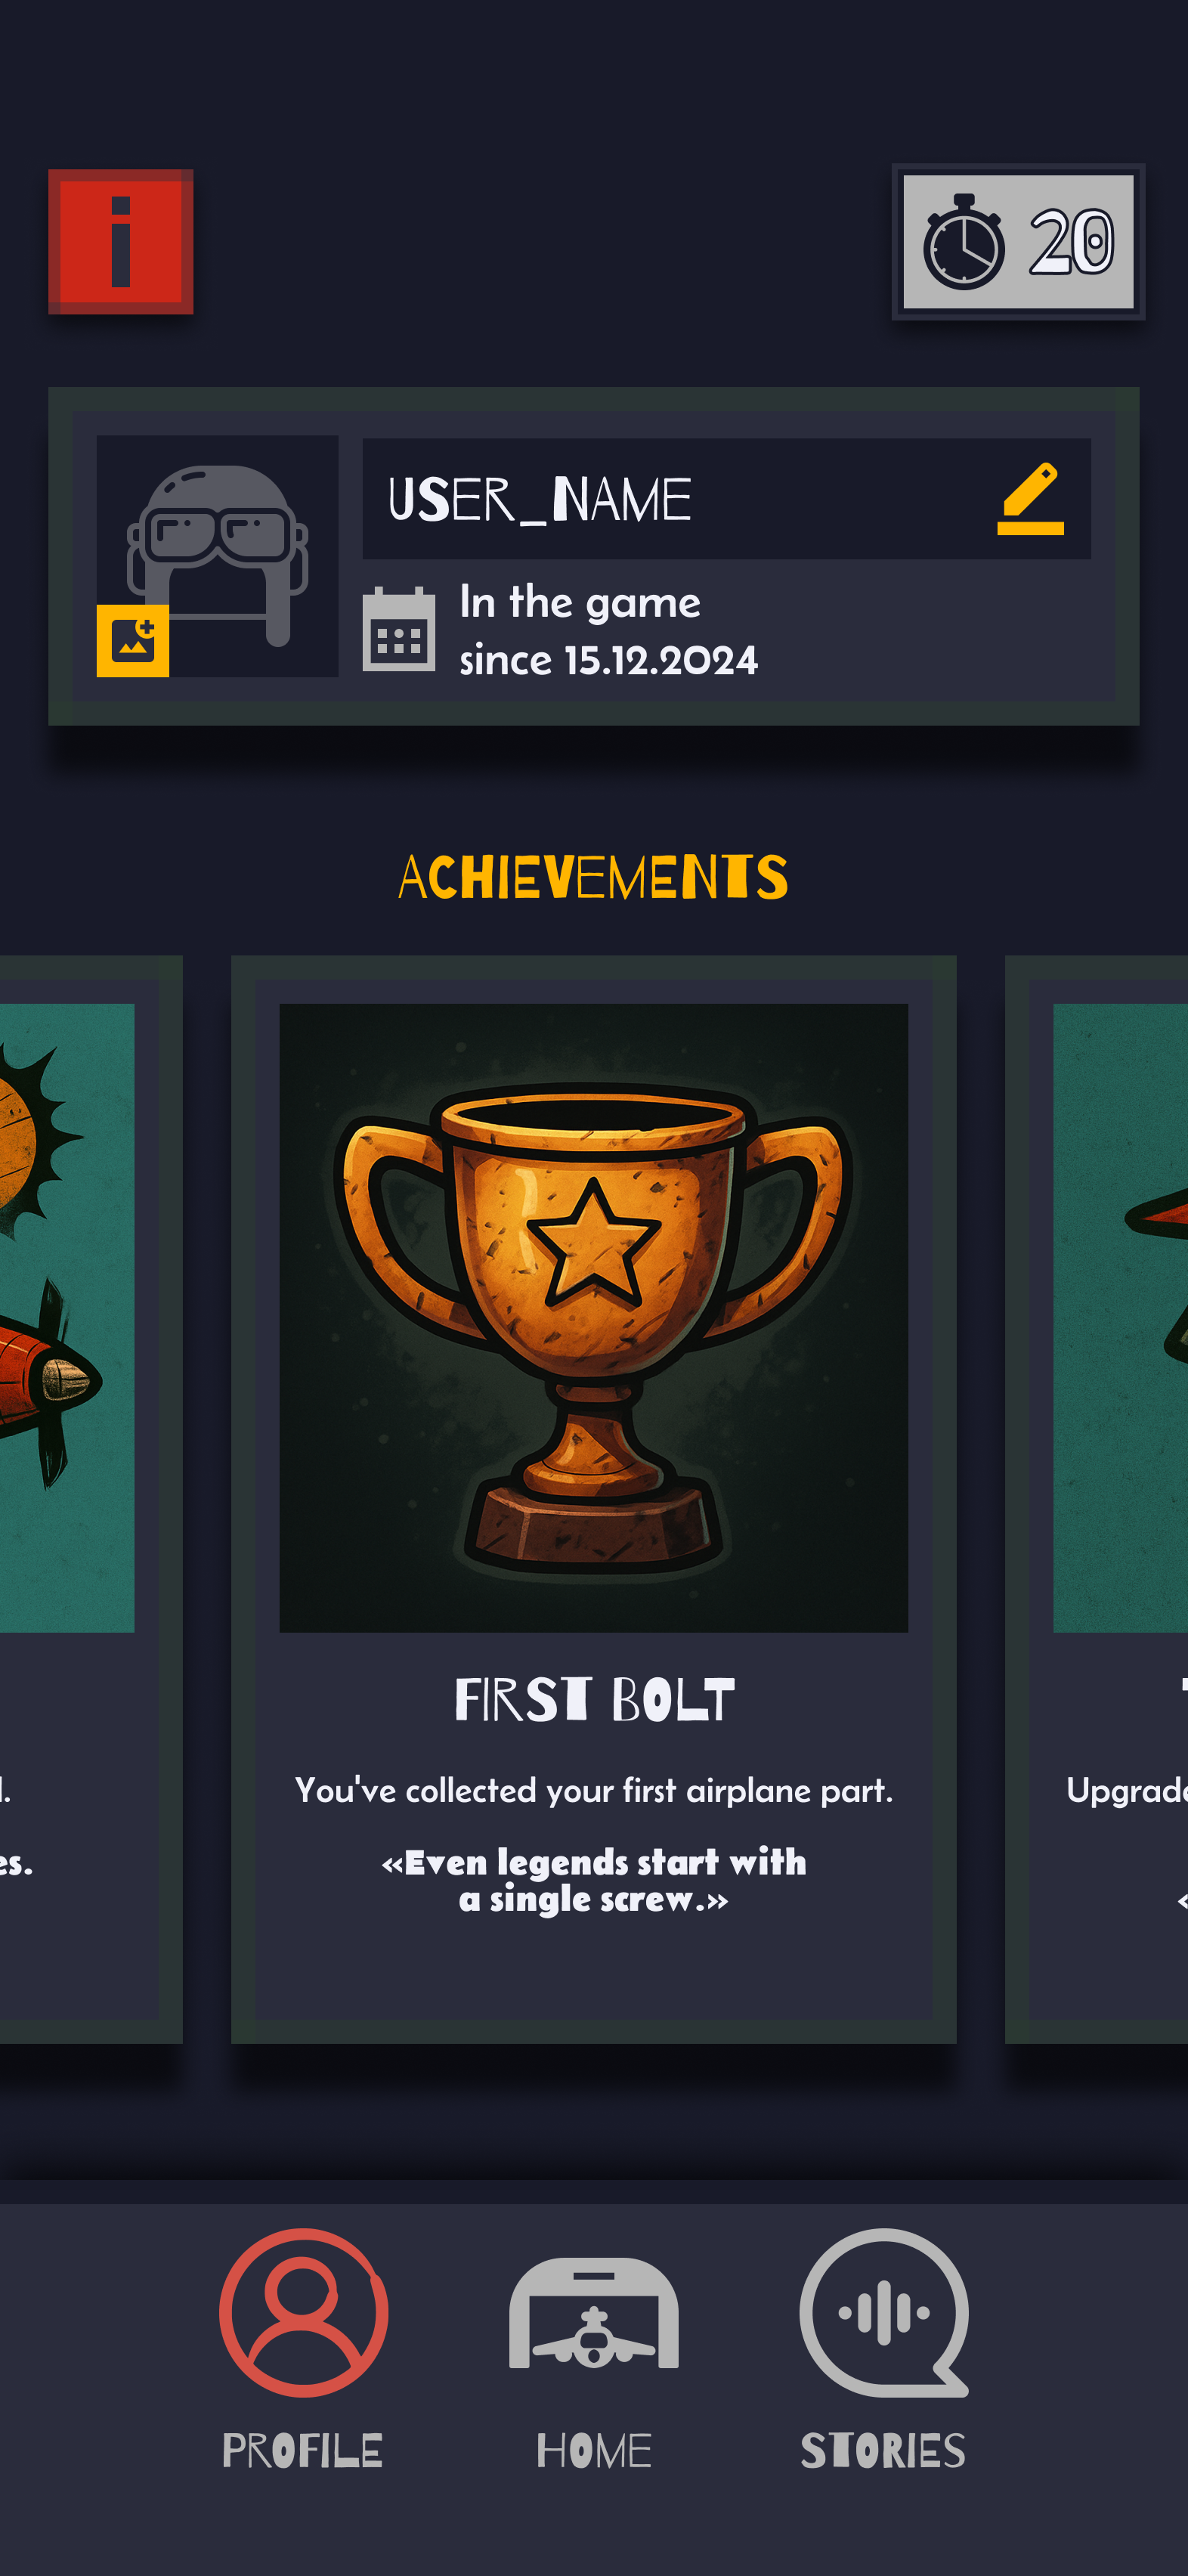 i
20
USER_NAME
In the game
since 15.12.2024
ACHIEVEMENTS
FIRST BOLT
l.
You've collected your first airplane part.
Upgrade
es.
«Even legends start with
a single screw.»
«
PROFILE
HOME
STORIES